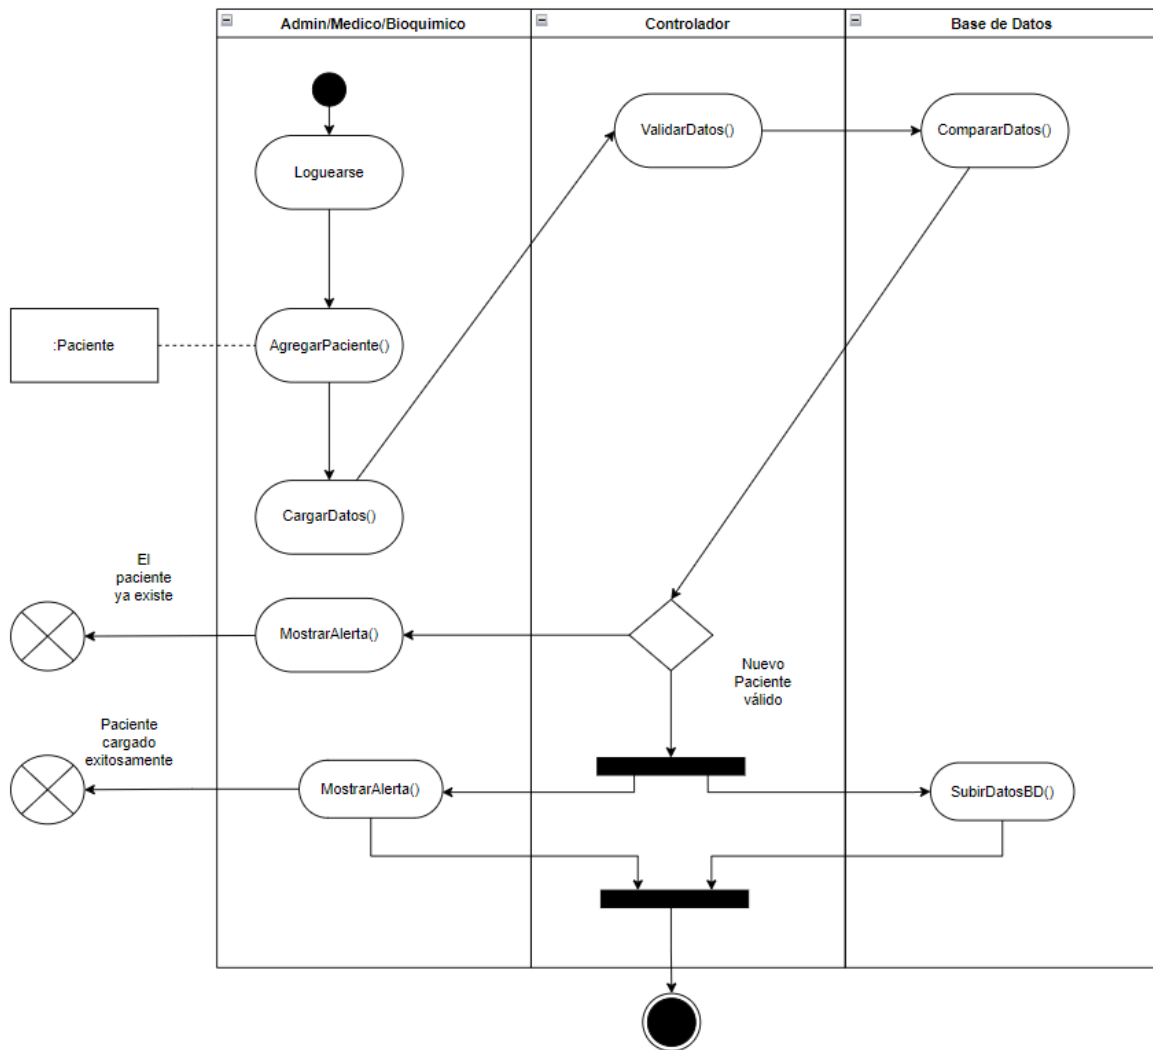 Admin/Medico/Bioquimico
Controlador
Base de Datos
ValidarDatos()
CompararDatos()
Loguearse
:Paciente
AgregarPaciente()
CargarDatos()
El
paciente
ya existe
MostrarAlerta()
Nuevo
Paciente
válido
Paciente
cargado
exitosamente
MostrarAlerta()
SubirDatosBD()